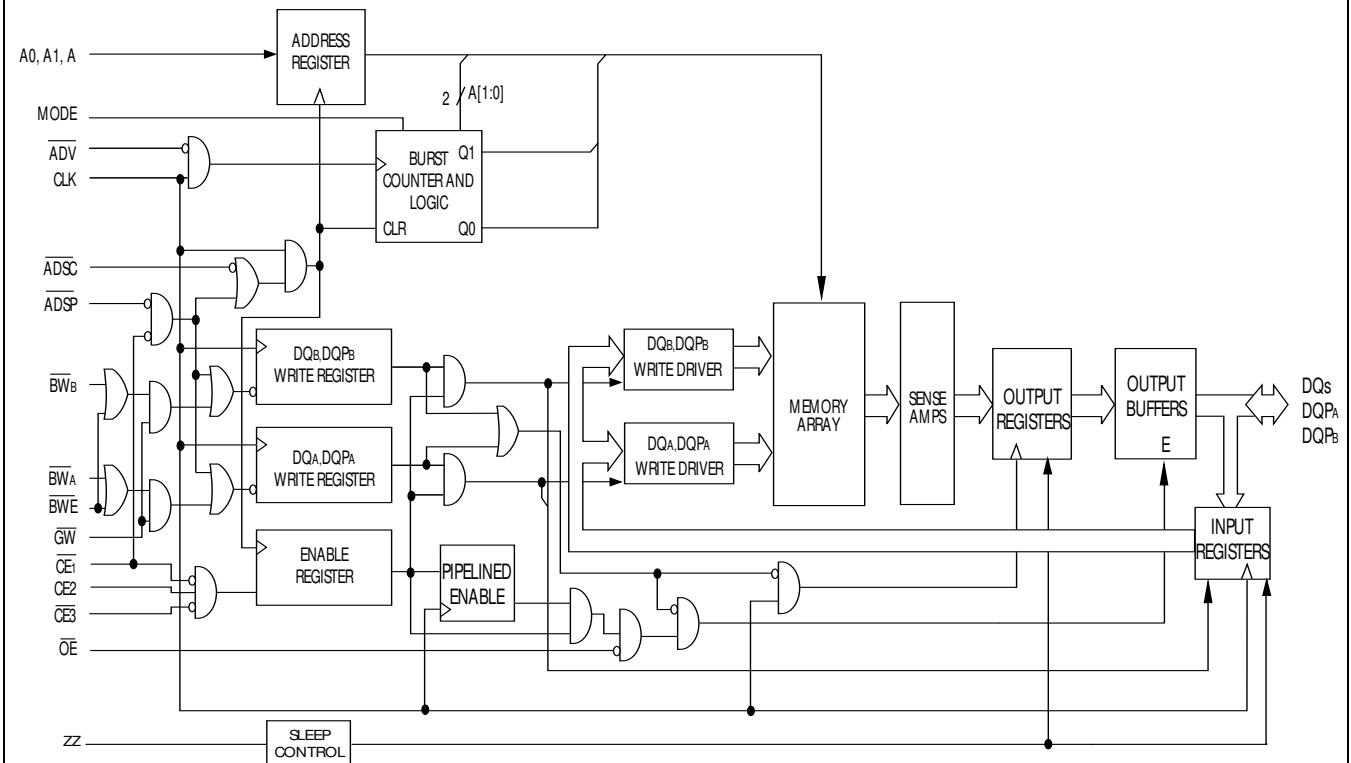 A0, A1, A
ADDRESS
REGISTER
MODE
2
A[1:0]
ADV
CLK
BURST
COUNTER AND
LOGIC
Q1
CLR
Q0
ADSC
ADSP
DQB,DQPB
WRITE REGISTER
DQB,DQPB
WRITE DRIVER
BWB
MEMORY
ARRAY
SENSE
AMPS
OUTPUT
REGISTERS
OUTPUT
BUFFERS
E
DQs
DQPA
DQPB
DQA,DQPA
WRITE REGISTER
DQA,DQPA
WRITE DRIVER
BWA
BWE
GW
CE1
CE2
CE3
OE
ENABLE
REGISTER
PIPELINED
ENABLE
INPUT
REGISTERS
ZZ
SLEEP
CONTROL